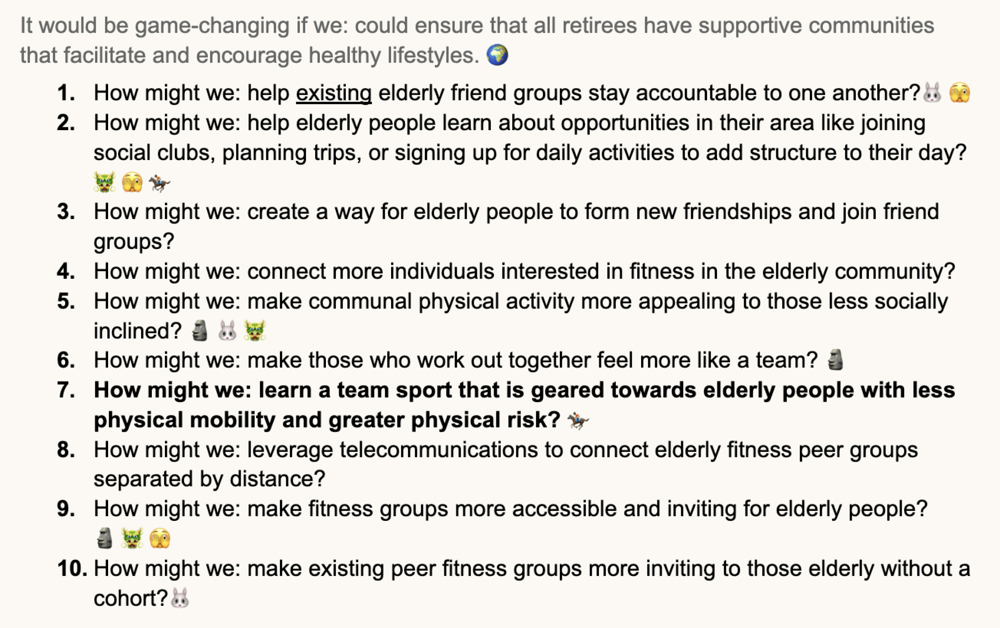 It would be game-changing if we: could ensure that all retirees have supportive communities
that facilitate and encourage healthy lifestyles. 🌍
1. How might we: help existing elderly friend groups stay accountable to one another?🐰 🫣
2. How might we: help elderly people learn about opportunities in their area like joining
social clubs, planning trips, or signing up for daily activities to add structure to their day?
🐲 🫣 🏇
3. How might we: create a way for elderly people to form new friendships and join friend
groups?
4. How might we: connect more individuals interested in fitness in the elderly community?
5. How might we: make communal physical activity more appealing to those less socially
inclined? 🗿 🐰 🐲
6. How might we: make those who work out together feel more like a team? 🗿
7. How might we: learn a team sport that is geared towards elderly people with less
physical mobility and greater physical risk? 🏇
8. How might we: leverage telecommunications to connect elderly fitness peer groups
separated by distance?
9. How might we: make fitness groups more accessible and inviting for elderly people?
🗿 🐲 🫣
10. How might we: make existing peer fitness groups more inviting to those elderly without a
cohort?🐰